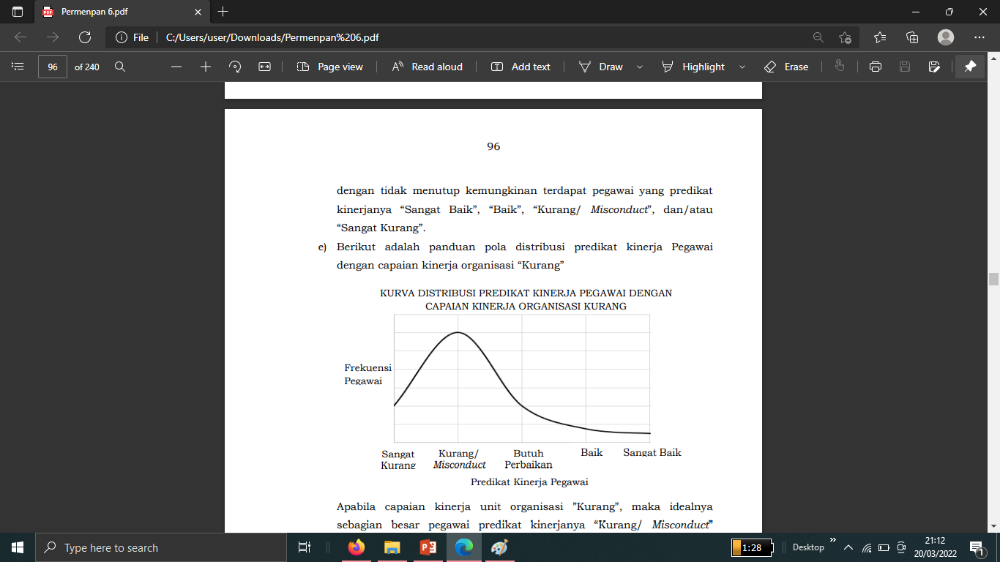 Permenpan 6.pdf
File
C:/Users/user/Downloads/Permenpan%206.pdf
96 of 240
Page view
Read aloud
Add text
Draw
Highlight
Erase
96
dengan tidak menutup kemungkinan terdapat pegawai yang predikat
kinerjanya “Sangat Baik”, “Baik”, “Kurang/ Misconduct”, dan/atau
“Sangat Kurang”.
e) Berikut adalah panduan pola distribusi predikat kinerja Pegawai
dengan capaian kinerja organisasi “Kurang”
KURVA DISTRIBUSI PREDIKAT KINERJA PEGAWAI DENGAN
CAPAIAN KINERJA ORGANISASI KURANG
Frekuensi
Pegawai
Sangat
Kurang
Kurang/
Misconduct
Butuh
Perbaikan
Baik
Sangat Baik
Predikat Kinerja Pegawai
Apabila capaian kinerja unit organisasi ”Kurang”, maka idealnya
sebagian besar pegawai predikat kinerjanya “Kurang/ Misconduct”
Type here to search
1:28
Desktop
21:12
20/03/2022
1